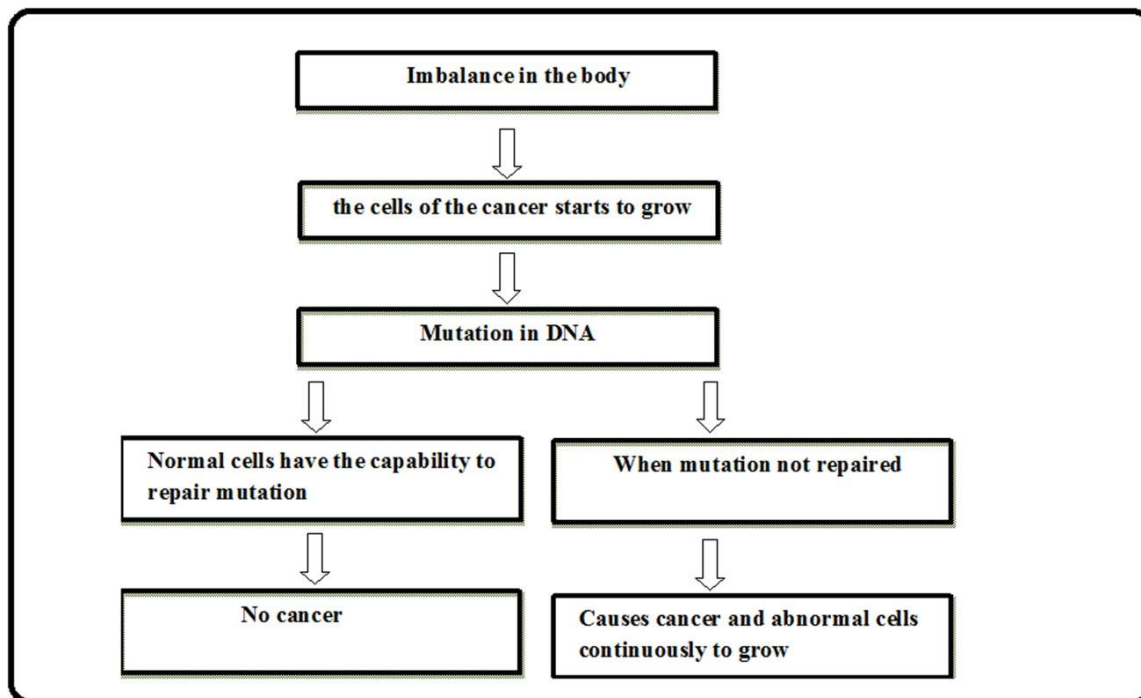 Imbalance in the body
the cells of the cancer starts to grow
Mutation in DNA
Normal cells have the capability to
repair mutation
When mutation not repaired
No cancer
Causes cancer and abnormal cells
continuously to grow